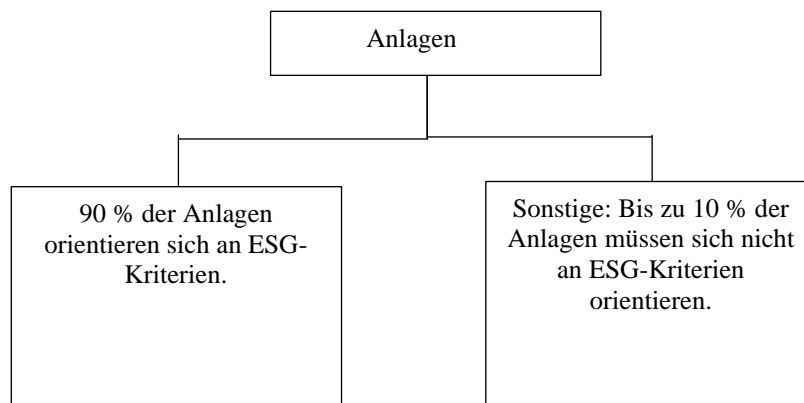 Anlagen
90 % der Anlagen
orientieren sich an ESG-
Kriterien.
Sonstige: Bis zu 10 % der
Anlagen müssen sich nicht
an ESG-Kriterien
orientieren.